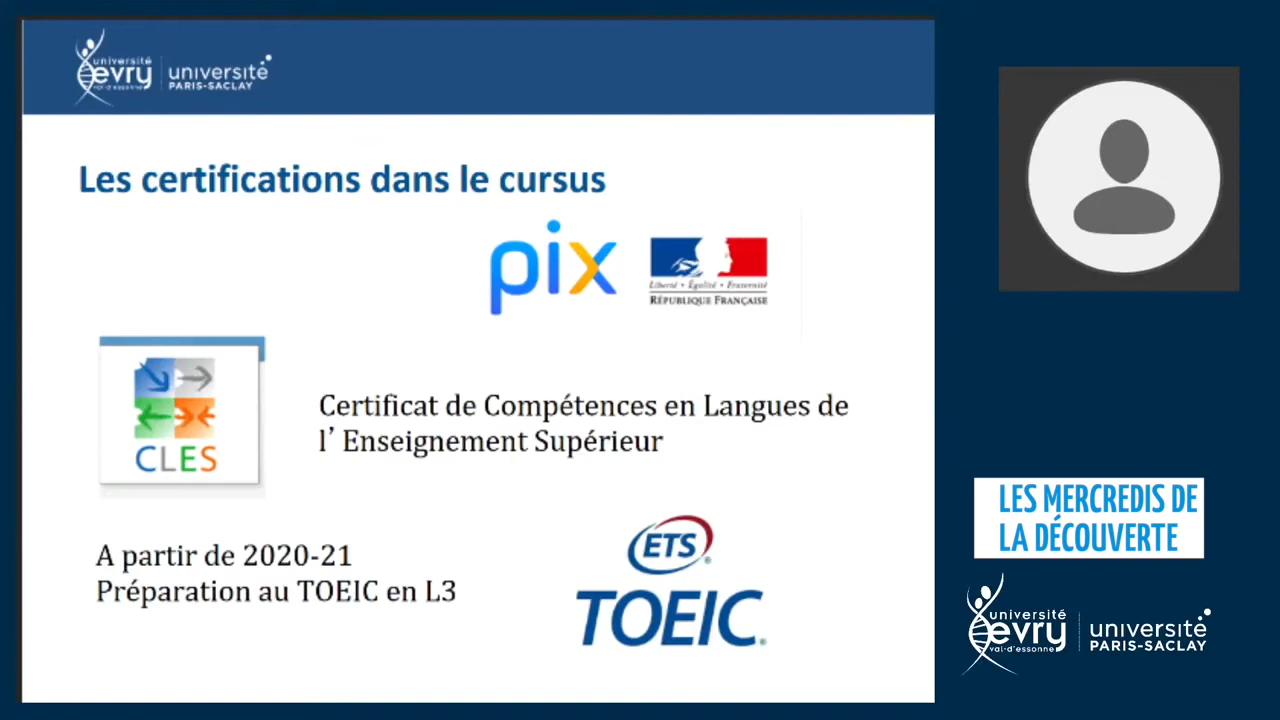 université
evry
val-d'essonne
université
PARIS-SACLAY
Les certifications dans le cursus
pix
Liberté • Égalité • Fraternité
RÉPUBLIQUE FRANÇAISE
CLES
Certificat de Compétences en Langues de
l’ Enseignement Supérieur
A partir de 2020-21
Préparation au TOEIC en L3
ETS®
TOEIC®
LES MERCREDIS DE
LA DÉCOUVERTE
université
evry
val-d'essonne
université
PARIS-SACLAY